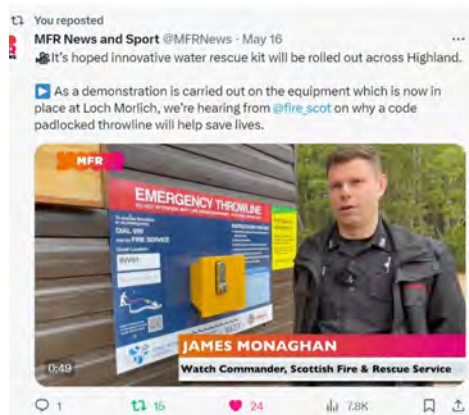 You reposted
MFR News and Sport @MFRNews · May 16
It's hoped innovative water rescue kit will be rolled out across Highland.
As a demonstration is carried out on the equipment which is now in
place at Loch Morlich, we're hearing from @fire_scot on why a code
padlocked throwline will help save lives.
MFR
EMERGENCY THROWLINE
DIAL 999
FIRE SERVICE
INV01
JAMES MONAGHAN
0:49
Watch Commander, Scottish Fire & Rescue Service
1 15 24 7.8K